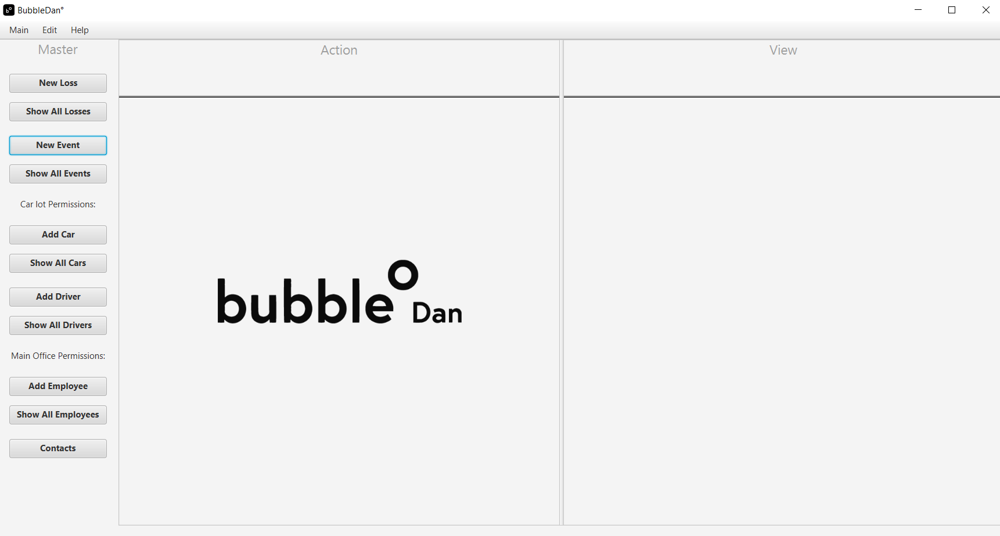 b°
BubbleDan°
Main Edit Help
Master
Action
View
New Loss
Show All Losses
New Event
Show All Events
Car lot Permissions:
Add Car
Show All Cars
Add Driver
Show All Drivers
Main Office Permissions:
Add Employee
Show All Employees
Contacts
bubble° Dan